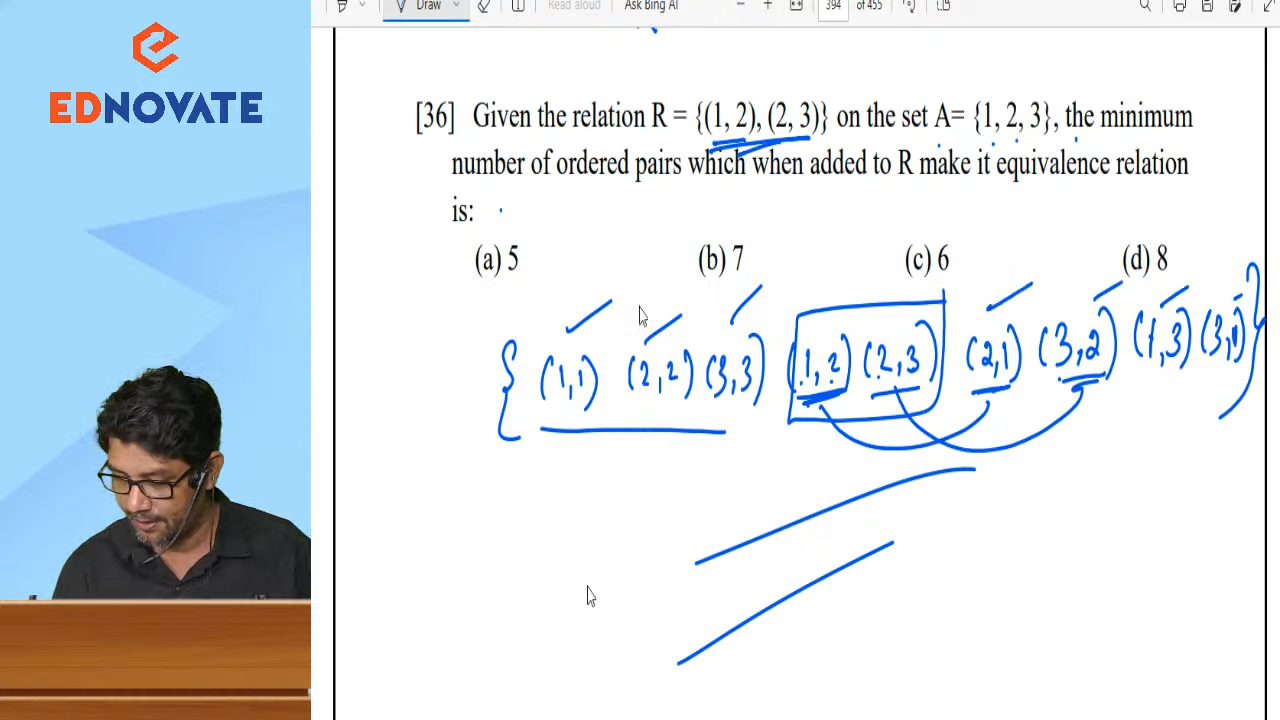 Draw
Read aloud
Ask Bing AI
394 of 455
EDNOVATE
[36] Given the relation R = {(1, 2), (2, 3)} on the set A= {1, 2, 3}, the minimum
number of ordered pairs which when added to R make it equivalence relation
is:
(a) 5 (b) 7 (c) 6 (d) 8
{ (1,1) (2,2) (3,3) (1,2) (2,3) (2,1) (3,2) (1,3) (3,1) }